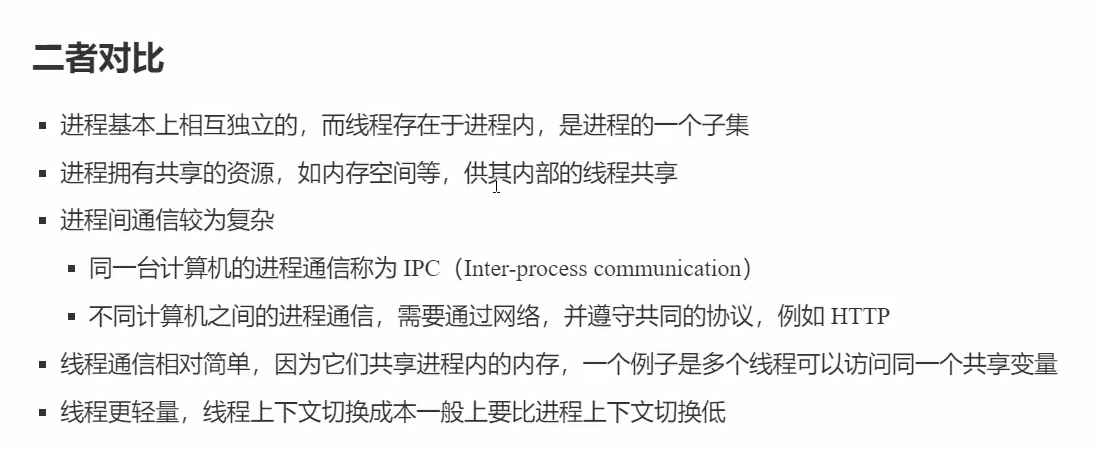 二者对比
进程基本上相互独立的，而线程存在于进程内，是进程的一个子集
进程拥有共享的资源，如内存空间等，供其内部的线程共享
进程间通信较为复杂
同一台计算机的进程通信称为 IPC（Inter-process communication）
不同计算机之间的进程通信，需要通过网络，并遵守共同的协议，例如 HTTP
线程通信相对简单，因为它们共享进程内的内存，一个例子是多个线程可以访问同一个共享变量
线程更轻量，线程上下文切换成本一般上要比进程上下文切换低